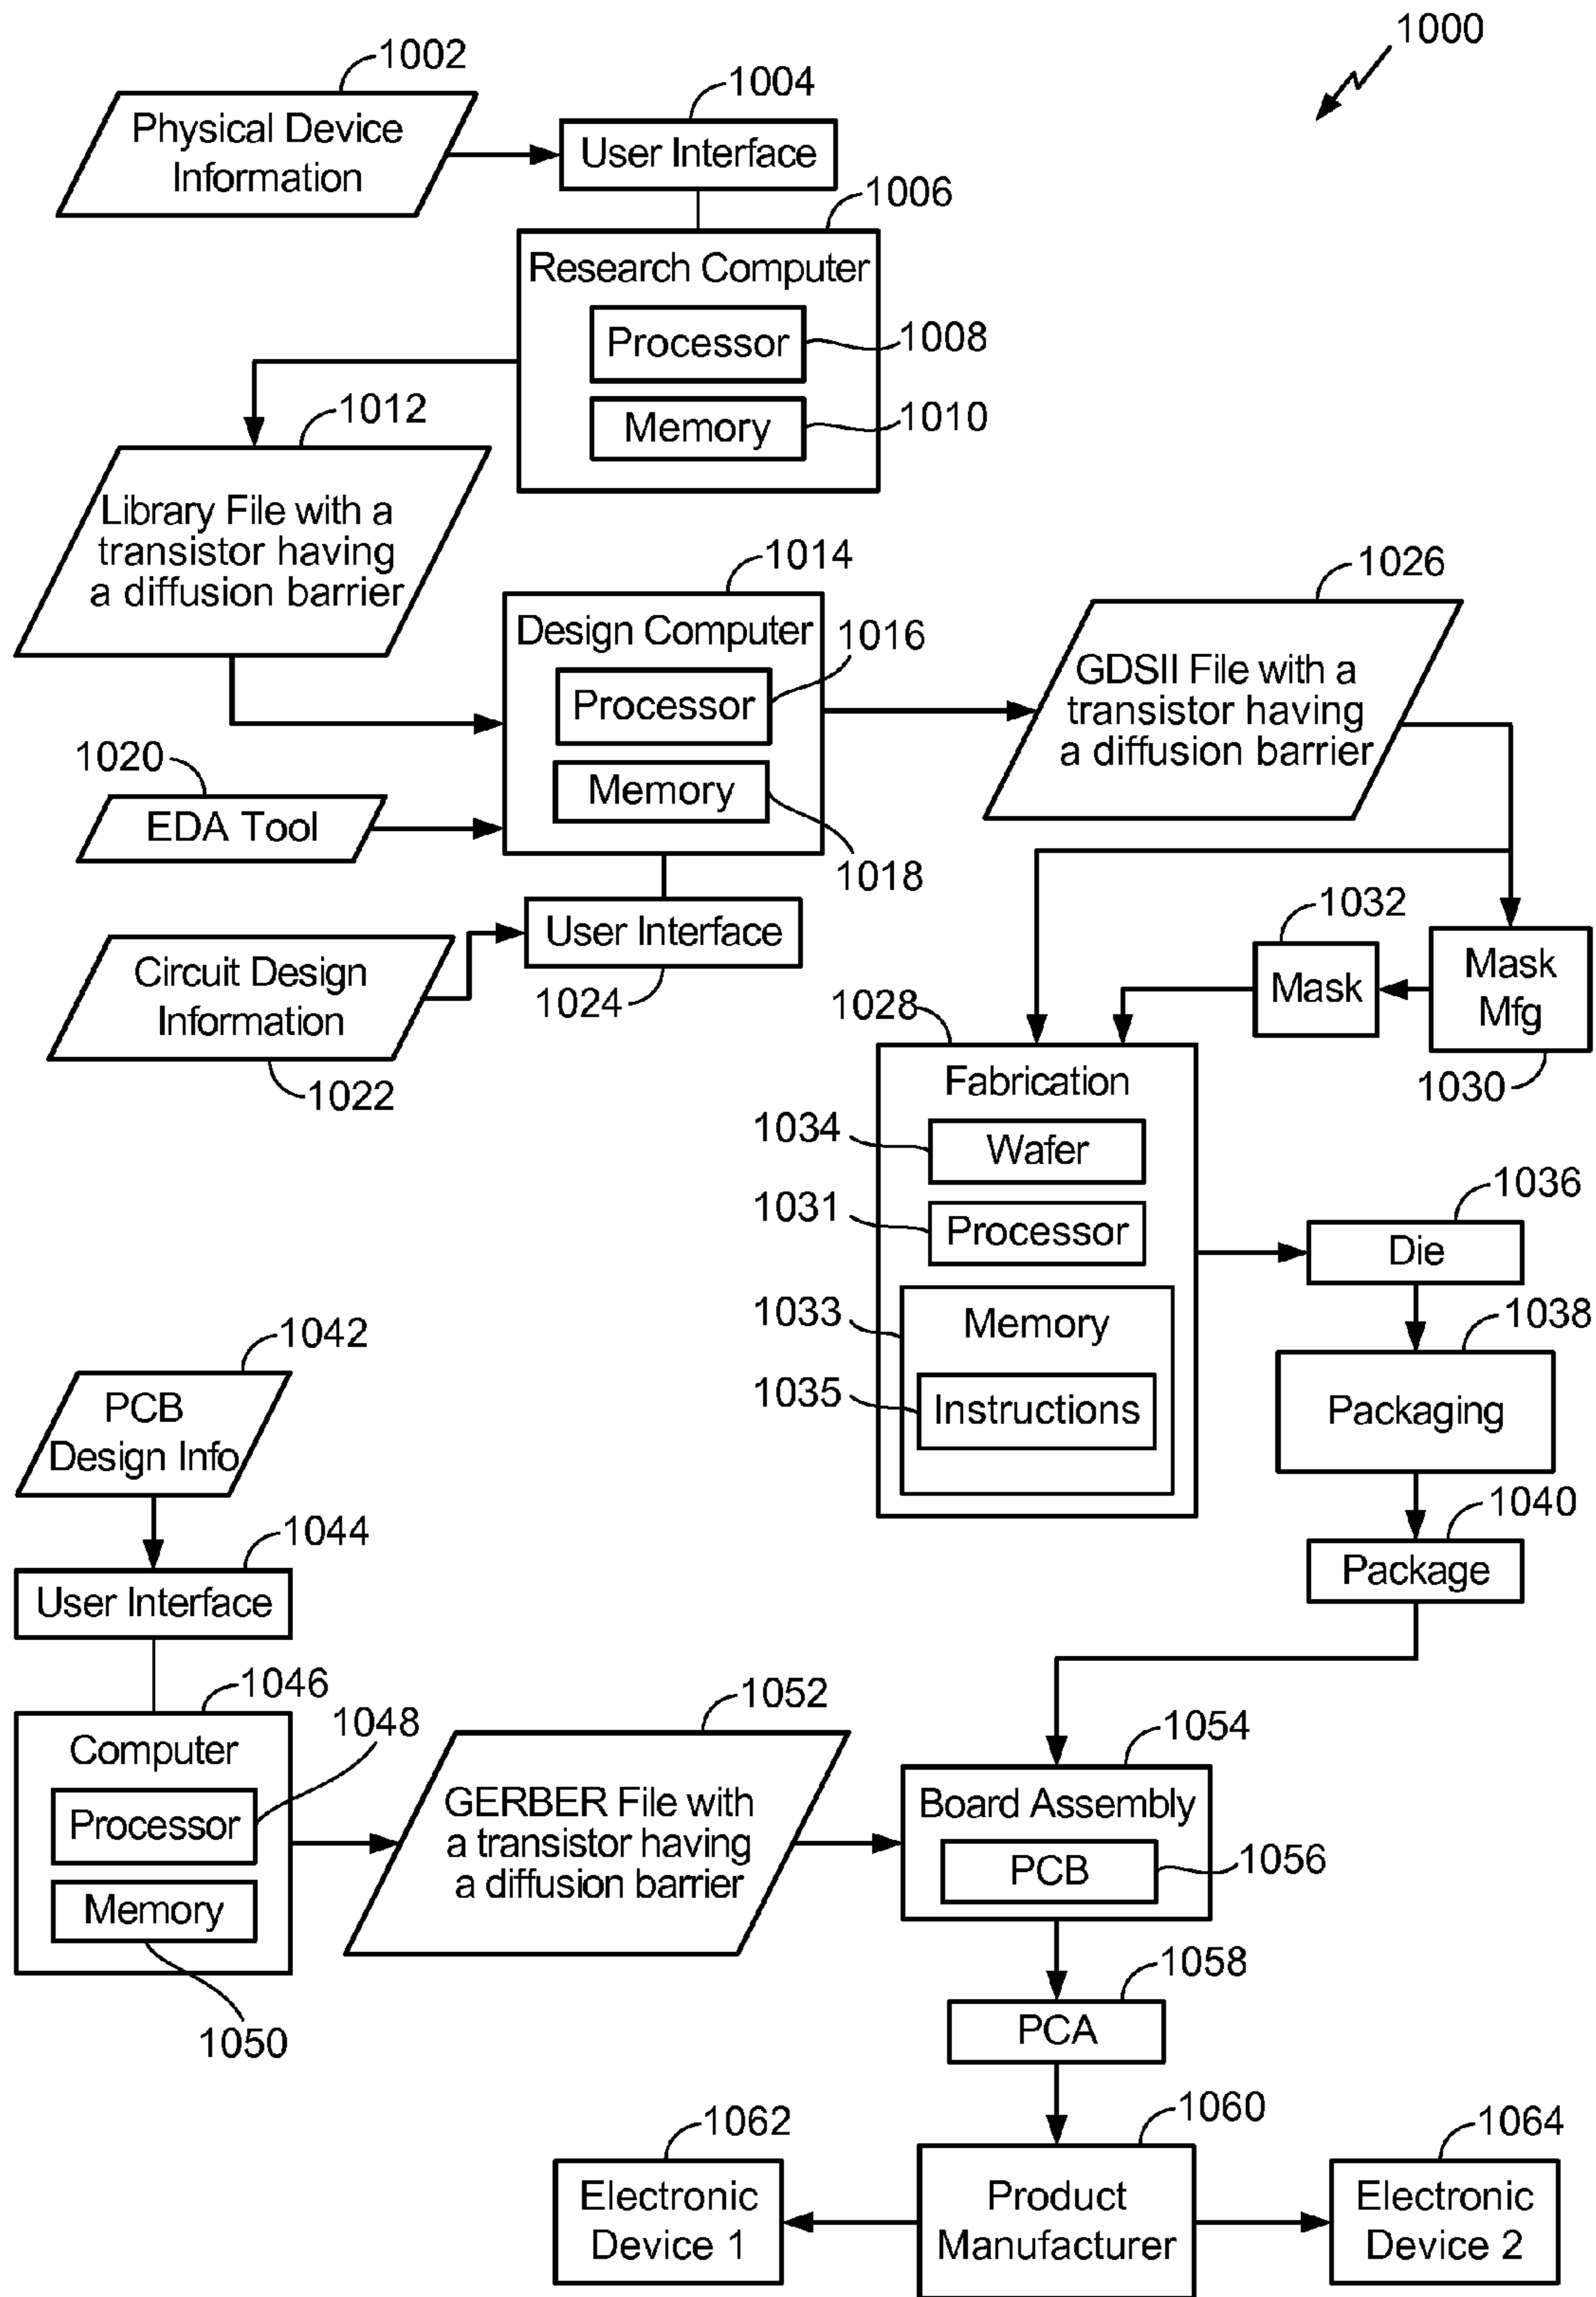 1000
1002
Physical Device
Information
1004
User Interface
1006
Research Computer
Processor
1008
Memory
1010
1012
Library File with a
transistor having
a diffusion barrier
1014
Design Computer
1016
Processor
Memory
1018
1020
EDA Tool
1022
Circuit Design
Information
User Interface
1024
1026
GDSII File with a
transistor having
a diffusion barrier
1032
Mask
Mask
Mfg
1030
1028
Fabrication
1034
Wafer
1031
Processor
1033
Memory
1035
Instructions
1036
Die
1038
Packaging
1040
Package
1042
PCB
Design Info
1044
User Interface
1046
Computer
1048
Processor
Memory
1050
1052
GERBER File with
a transistor having
a diffusion barrier
1054
Board Assembly
PCB
1056
1058
PCA
1060
Product
Manufacturer
1062
Electronic
Device 1
1064
Electronic
Device 2